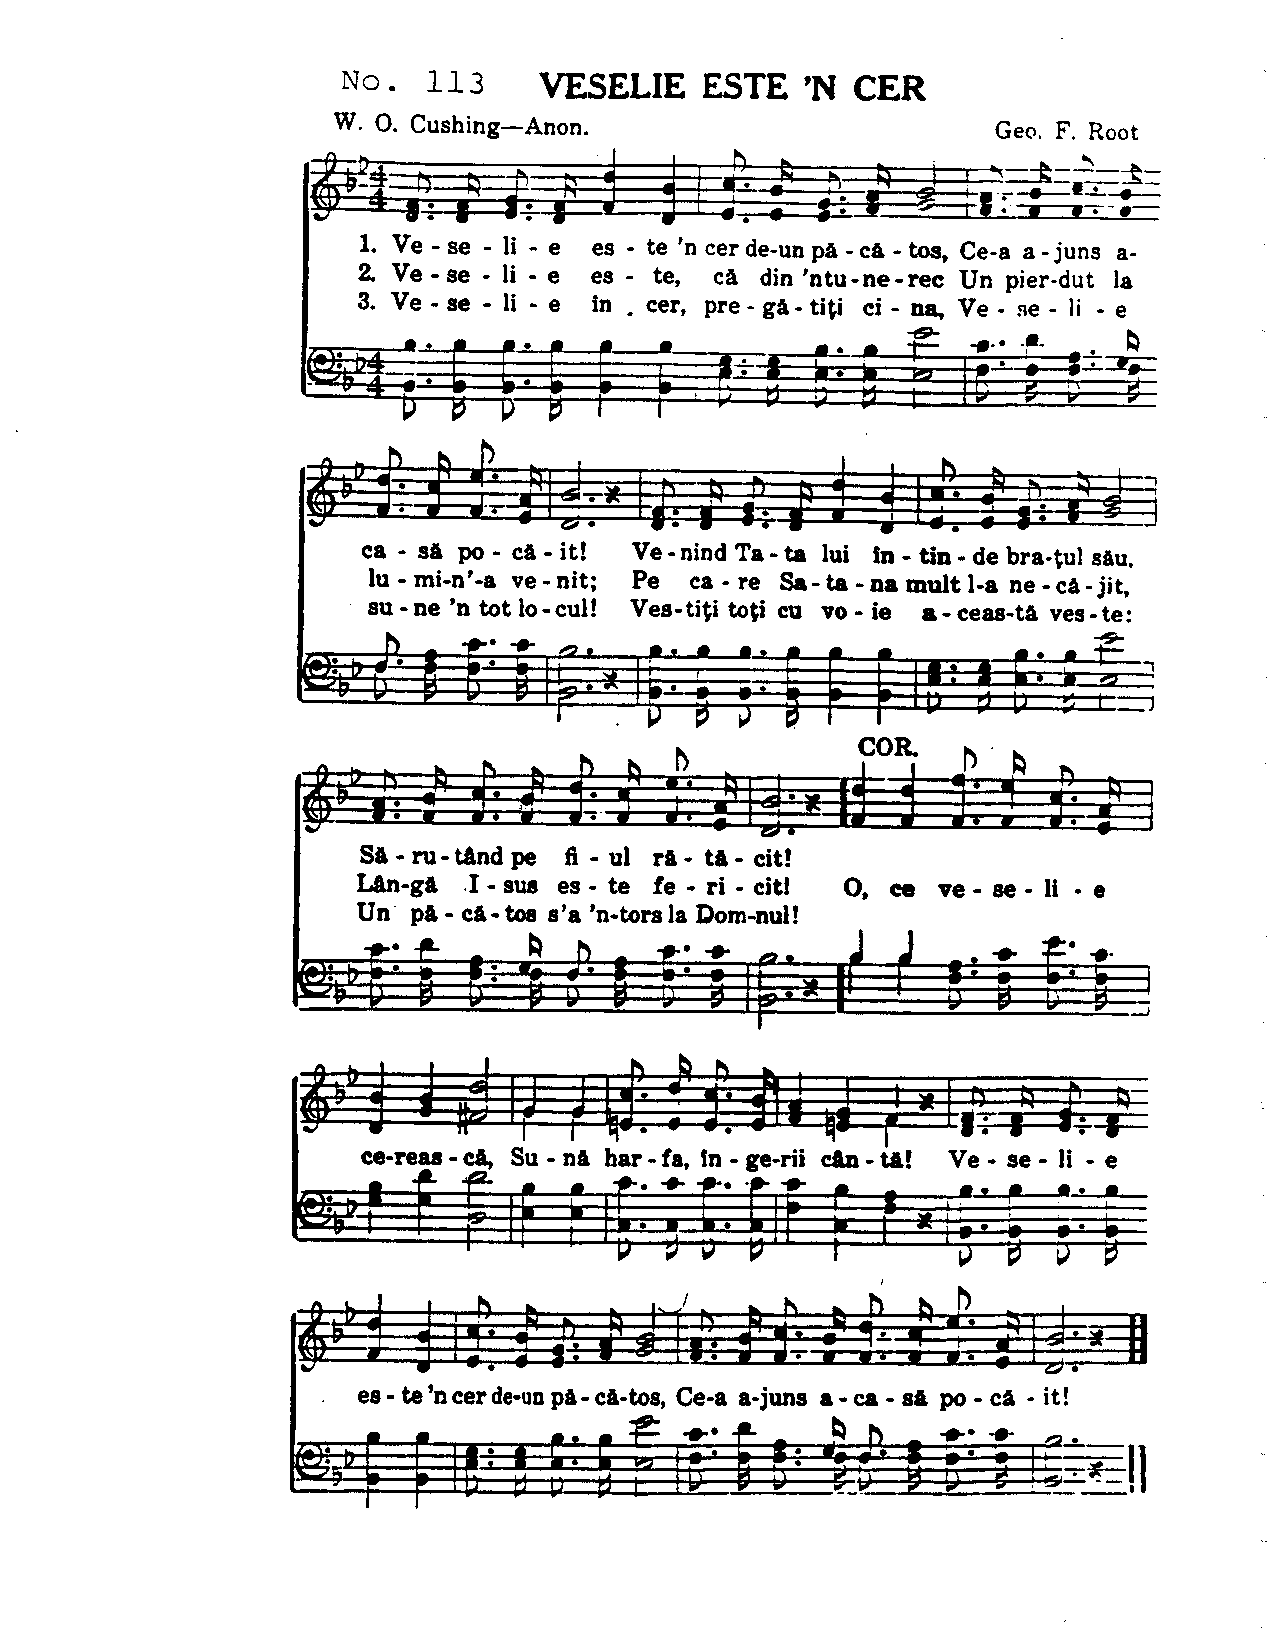 No. 113 VESELIE ESTE 'N CER
W. O. Cushing—Anon.
Geo. F. Root
1. Ve - se - li - e es - te 'n cer de-un pă - că - tos, Ce-a a - juns a-
2. Ve - se - li - e es - te, că din 'ntu - ne - rec Un pier - dut la
3. Ve - se - li - e în cer, pre - gă - tiți ci - na, Ve - se - li - e
ca - să po - că - it! Ve - nind Ta - ta lui în - tin - de bra - țul său.
lu - mi-n'-a ve - nit; Pe ca - re Sa - ta - na mult l-a ne - că - jit,
su - ne 'n tot lo - cul! Ves - tiți toți cu vo - ie a - ceas - tă ves - te:
COR.
Să - ru - tând pe fi - ul ră - tă - cit!
Lân - gă I - sus es - te fe - ri - cit! O, ce ve - se - li - e
Un pă - că - tos s'a 'n - tors la Dom - nul!
ce-reas - că, Su - nă har - fa, în - ge-rii cân - tă! Ve - se - li - e
es - te 'n cer de-un pă - că - tos, Ce-a a-juns a - ca - să po - că - it!